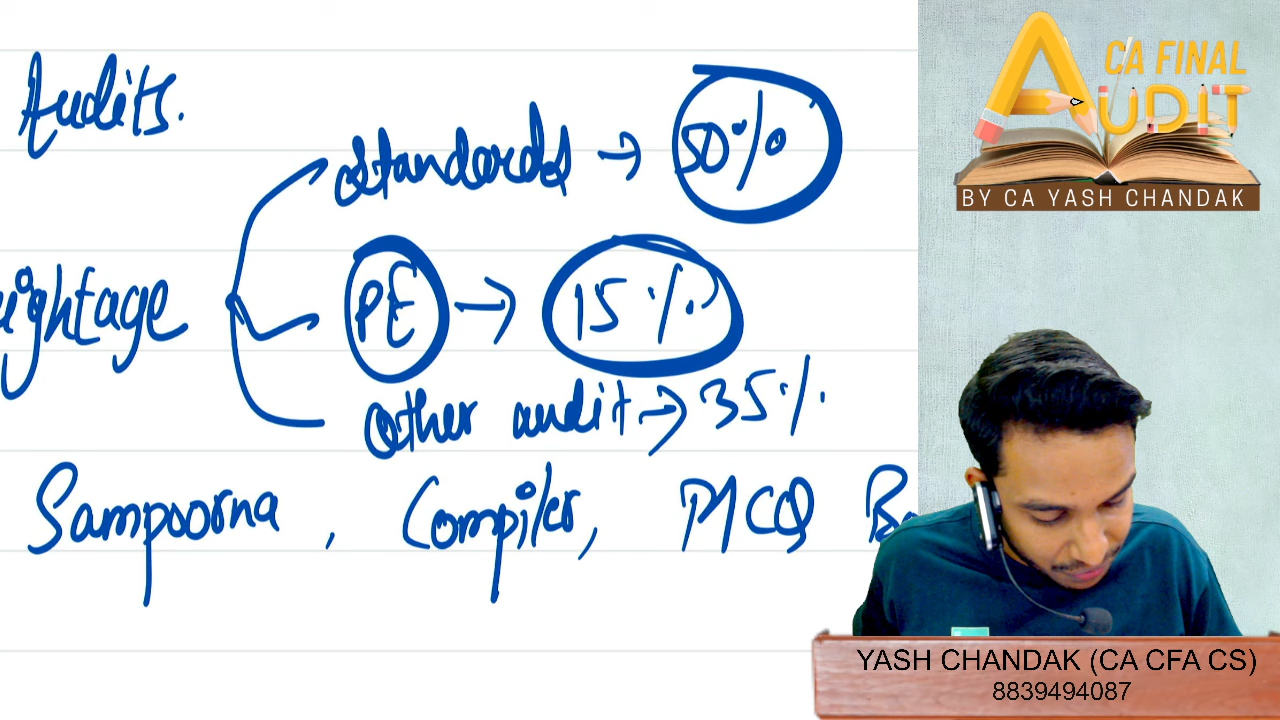 Audits.
Standards → 50%
ightage
PE → 15%
Other audit → 35%
Sampoorna, Compiler, MCQ
CA FINAL
AUDIT
BY CA YASH CHANDAK
YASH CHANDAK (CA CFA CS)
8839494087